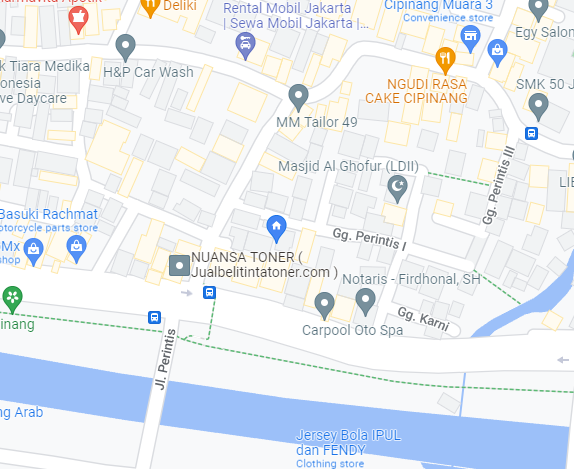 armavita Apotik
Deliki
Rental Mobil Jakarta
| Sewa Mobil Jakarta |...
Cipinang Muara 3
Convenience store
Egy Salon
k Tiara Medika
onesia
ve Daycare
H&P Car Wash
NGUDI RASA
CAKE CIPINANG
SMK 50 J
MM Tailor 49
Masjid Al Ghofur (LDII)
Gg. Perintis III
LIE
Basuki Rachmat
otorcycle parts store
oMx
shop
Gg. Perintis I
NUANSA TONER (
Jualbelitintatoner.com )
Notaris - Firdhonal, SH
Gg. Karni
Carpool Oto Spa
inang
Jl. Perintis
ng Arab
Jersey Bola IPUL
dan FENDY
Clothing store